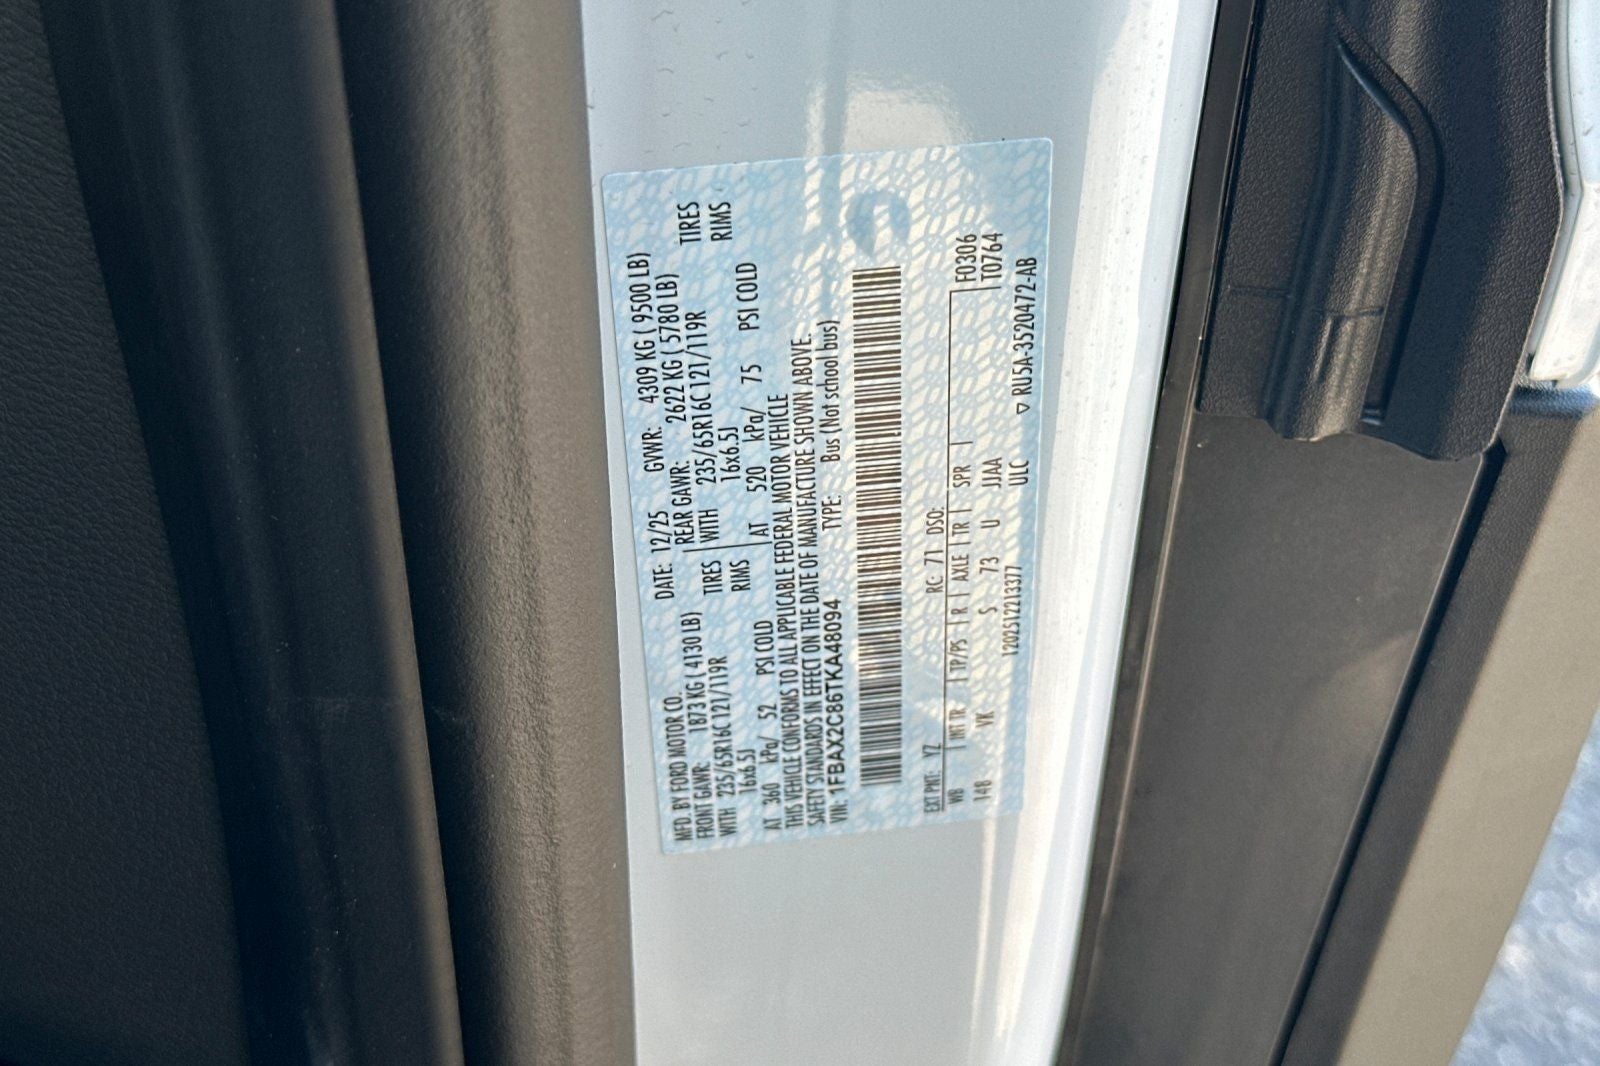 MFD. BY FORD MOTOR CO. DATE: 12/25 GVWR: 4309 KG ( 9500 LB)
FRONT GAWR: 1873 KG ( 4130 LB) REAR GAWR: 2622 KG ( 5780 LB)
WITH 235/65R16C 121/119R TIRES WITH 235/65R16C 121/119R TIRES
16x6.5J RIMS 16x6.5J RIMS
AT 360 kPa/ 52 PSI COLD AT 520 kPa/ 75 PSI COLD
THIS VEHICLE CONFORMS TO ALL APPLICABLE FEDERAL MOTOR VEHICLE
SAFETY STANDARDS IN EFFECT ON THE DATE OF MANUFACTURE SHOWN ABOVE.
VIN: 1FBAX2C86TKA48094 TYPE: Bus (Not school bus)
EXT PNT: YZ RC: 71 DSO: F0306
WB INT TR TP/PS R AXLE TR SPR T0764
148 VK S 73 U JJAA
12025122213377 ULC ▽ RU5A-3520472-AB